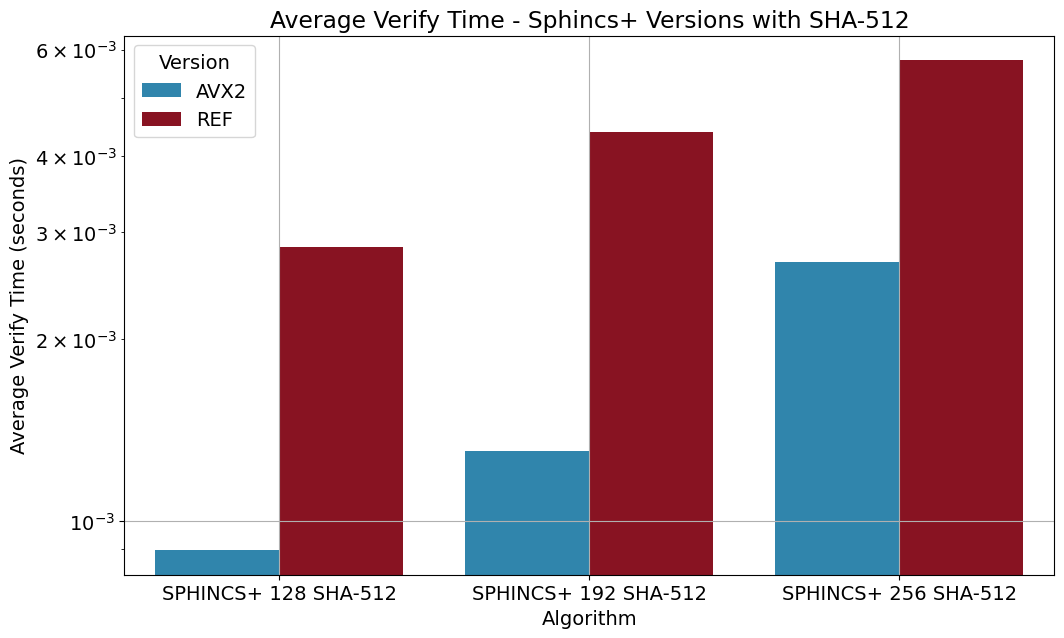 Average Verify Time - Sphincs+ Versions with SHA-512
6 × 10⁻³
4 × 10⁻³
3 × 10⁻³
2 × 10⁻³
10⁻³
Average Verify Time (seconds)
Version
AVX2
REF
SPHINCS+ 128 SHA-512
SPHINCS+ 192 SHA-512
SPHINCS+ 256 SHA-512
Algorithm